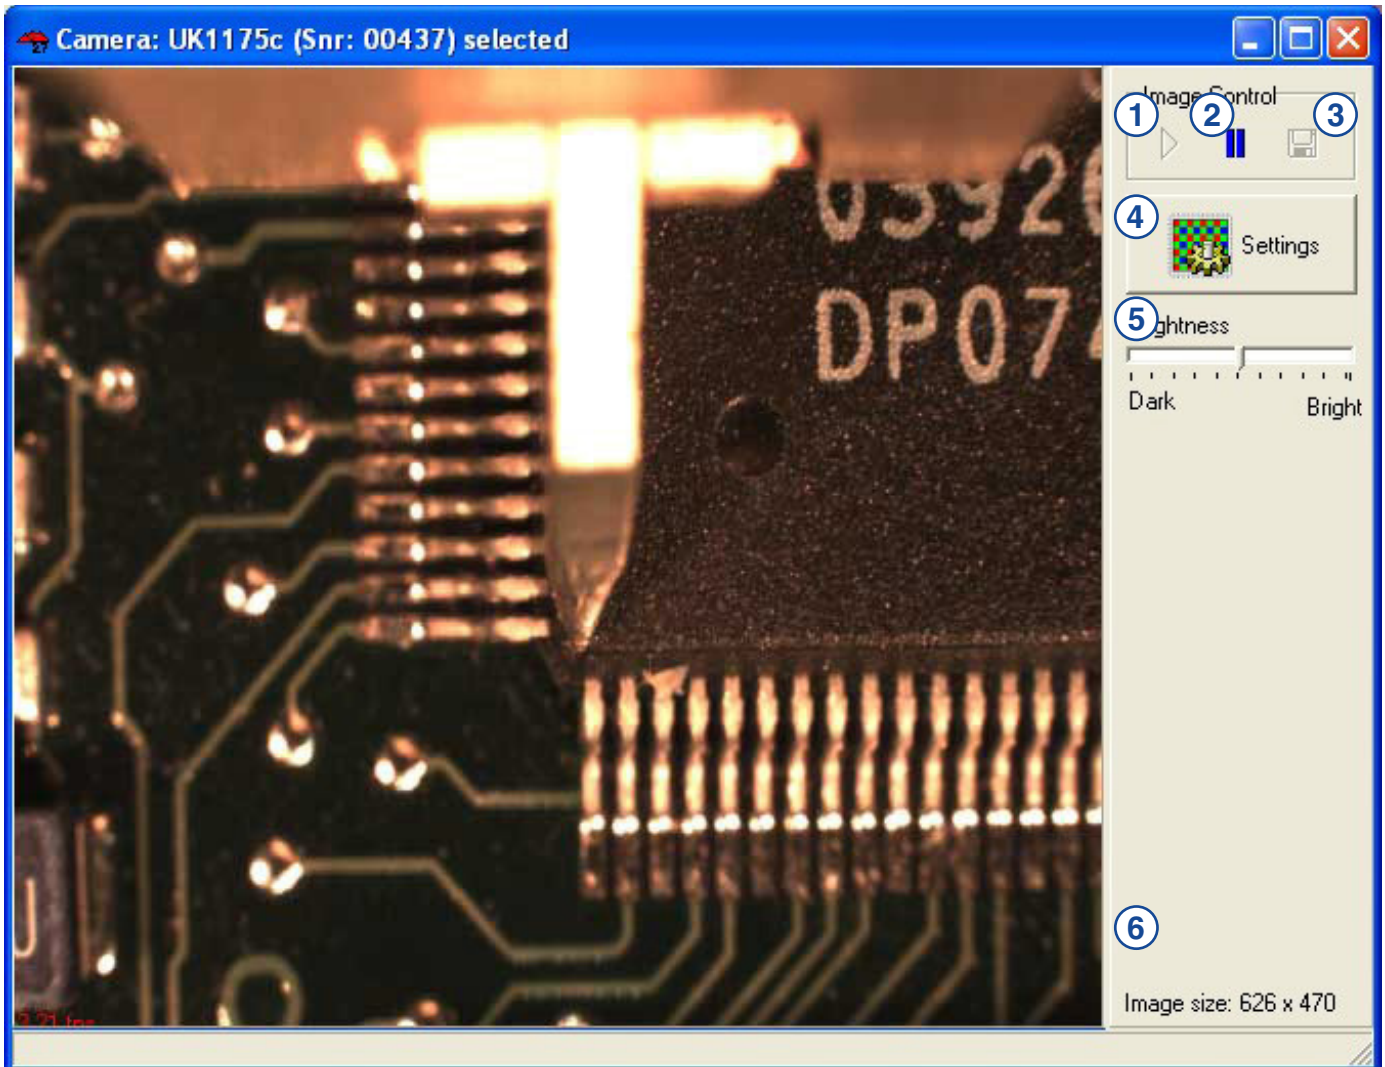 Camera: UK1175c (Snr: 00437) selected
Image Control
1
2
3
4
Settings
5
ghtness
Dark
Bright
DP07
6
Image size: 626 x 470